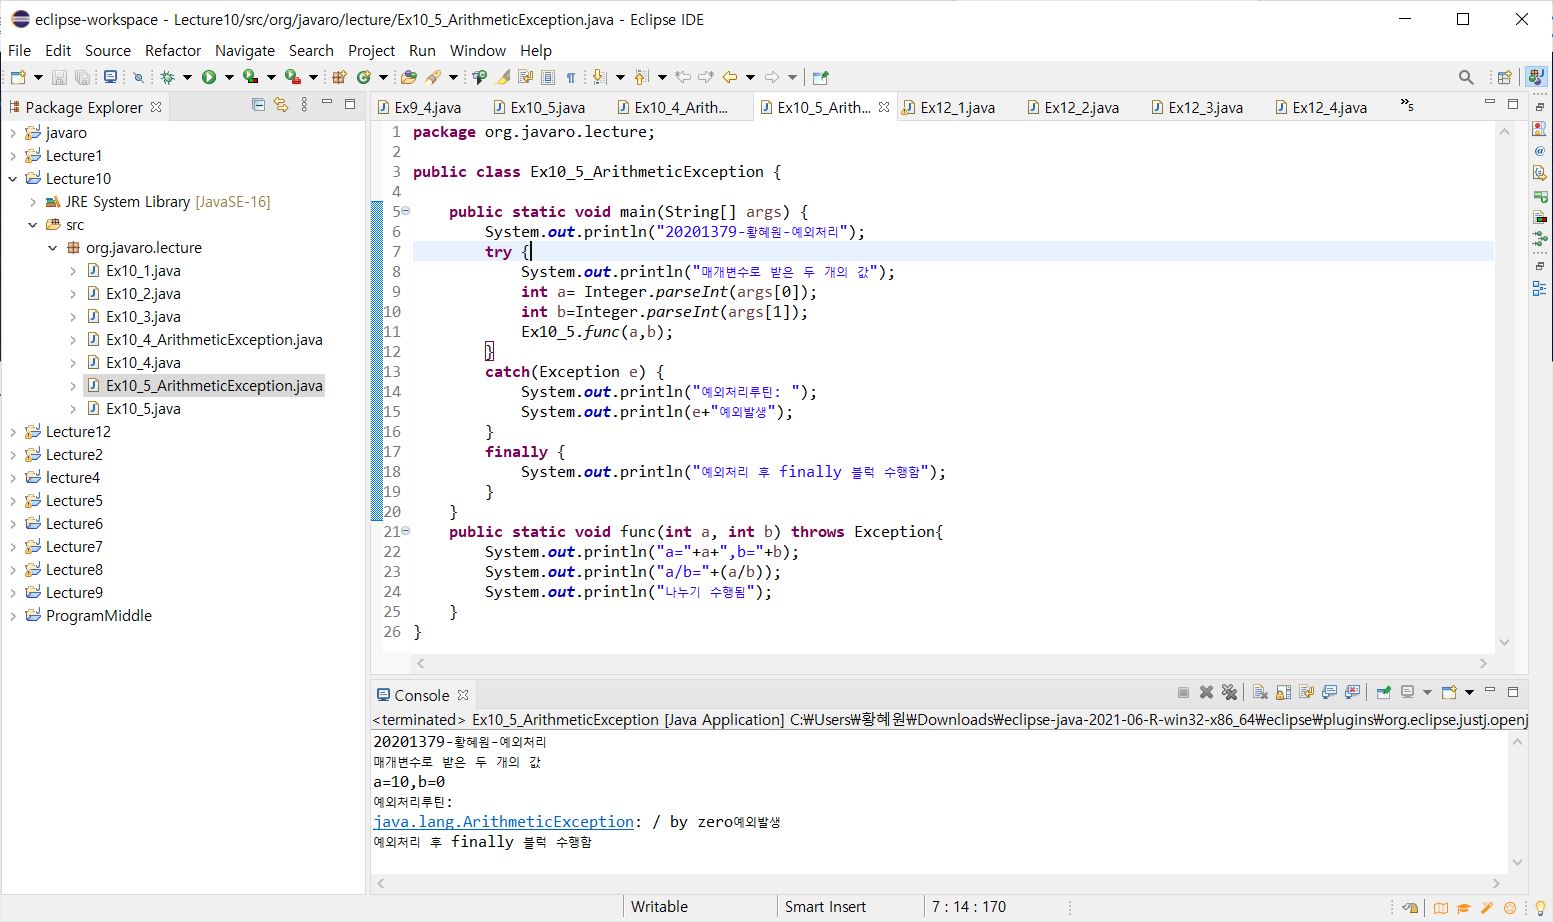 eclipse-workspace - Lecture10/src/org/javaro/lecture/Ex10_5_ArithmeticException.java - Eclipse IDE
File Edit Source Refactor Navigate Search Project Run Window Help
Package Explorer
javaro
Lecture1
Lecture10
JRE System Library [JavaSE-16]
src
org.javaro.lecture
Ex10_1.java
Ex10_2.java
Ex10_3.java
Ex10_4_ArithmeticException.java
Ex10_4.java
Ex10_5_ArithmeticException.java
Ex10_5.java
Lecture12
Lecture2
lecture4
Lecture5
Lecture6
Lecture7
Lecture8
Lecture9
ProgramMiddle
Ex9_4.java Ex10_5.java Ex10_4_Arith... Ex10_5_Arith... Ex12_1.java Ex12_2.java Ex12_3.java Ex12_4.java »5
1 package org.javaro.lecture;
2
3 public class Ex10_5_ArithmeticException {
4
5 public static void main(String[] args) {
6 System.out.println("20201379-황혜원-예외처리");
7 try {
8 System.out.println("매개변수로 받은 두 개의 값");
9 int a= Integer.parseInt(args[0]);
10 int b=Integer.parseInt(args[1]);
11 Ex10_5.func(a,b);
12 }
13 catch(Exception e) {
14 System.out.println("예외처리루틴: ");
15 System.out.println(e+"예외발생");
16 }
17 finally {
18 System.out.println("예외처리 후 finally 블럭 수행함");
19 }
20 }
21 public static void func(int a, int b) throws Exception{
22 System.out.println("a="+a+",b="+b);
23 System.out.println("a/b="+(a/b));
24 System.out.println("나누기 수행됨");
25 }
26 }
Console
<terminated> Ex10_5_ArithmeticException [Java Application] C:₩Users₩황혜원₩Downloads₩eclipse-java-2021-06-R-win32-x86_64₩eclipse₩plugins₩org.eclipse.justj.openj
20201379-황혜원-예외처리
매개변수로 받은 두 개의 값
a=10,b=0
예외처리루틴:
java.lang.ArithmeticException: / by zero예외발생
예외처리 후 finally 블럭 수행함
Writable Smart Insert 7 : 14 : 170